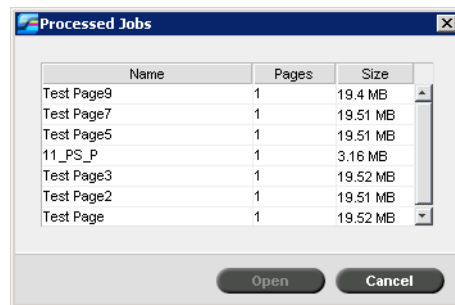 Processed Jobs
Name Pages Size
Test Page9 1 19.4 MB
Test Page7 1 19.51 MB
Test Page5 1 19.51 MB
11_PS_P 1 3.16 MB
Test Page3 1 19.52 MB
Test Page2 1 19.51 MB
Test Page 1 19.52 MB
Open Cancel